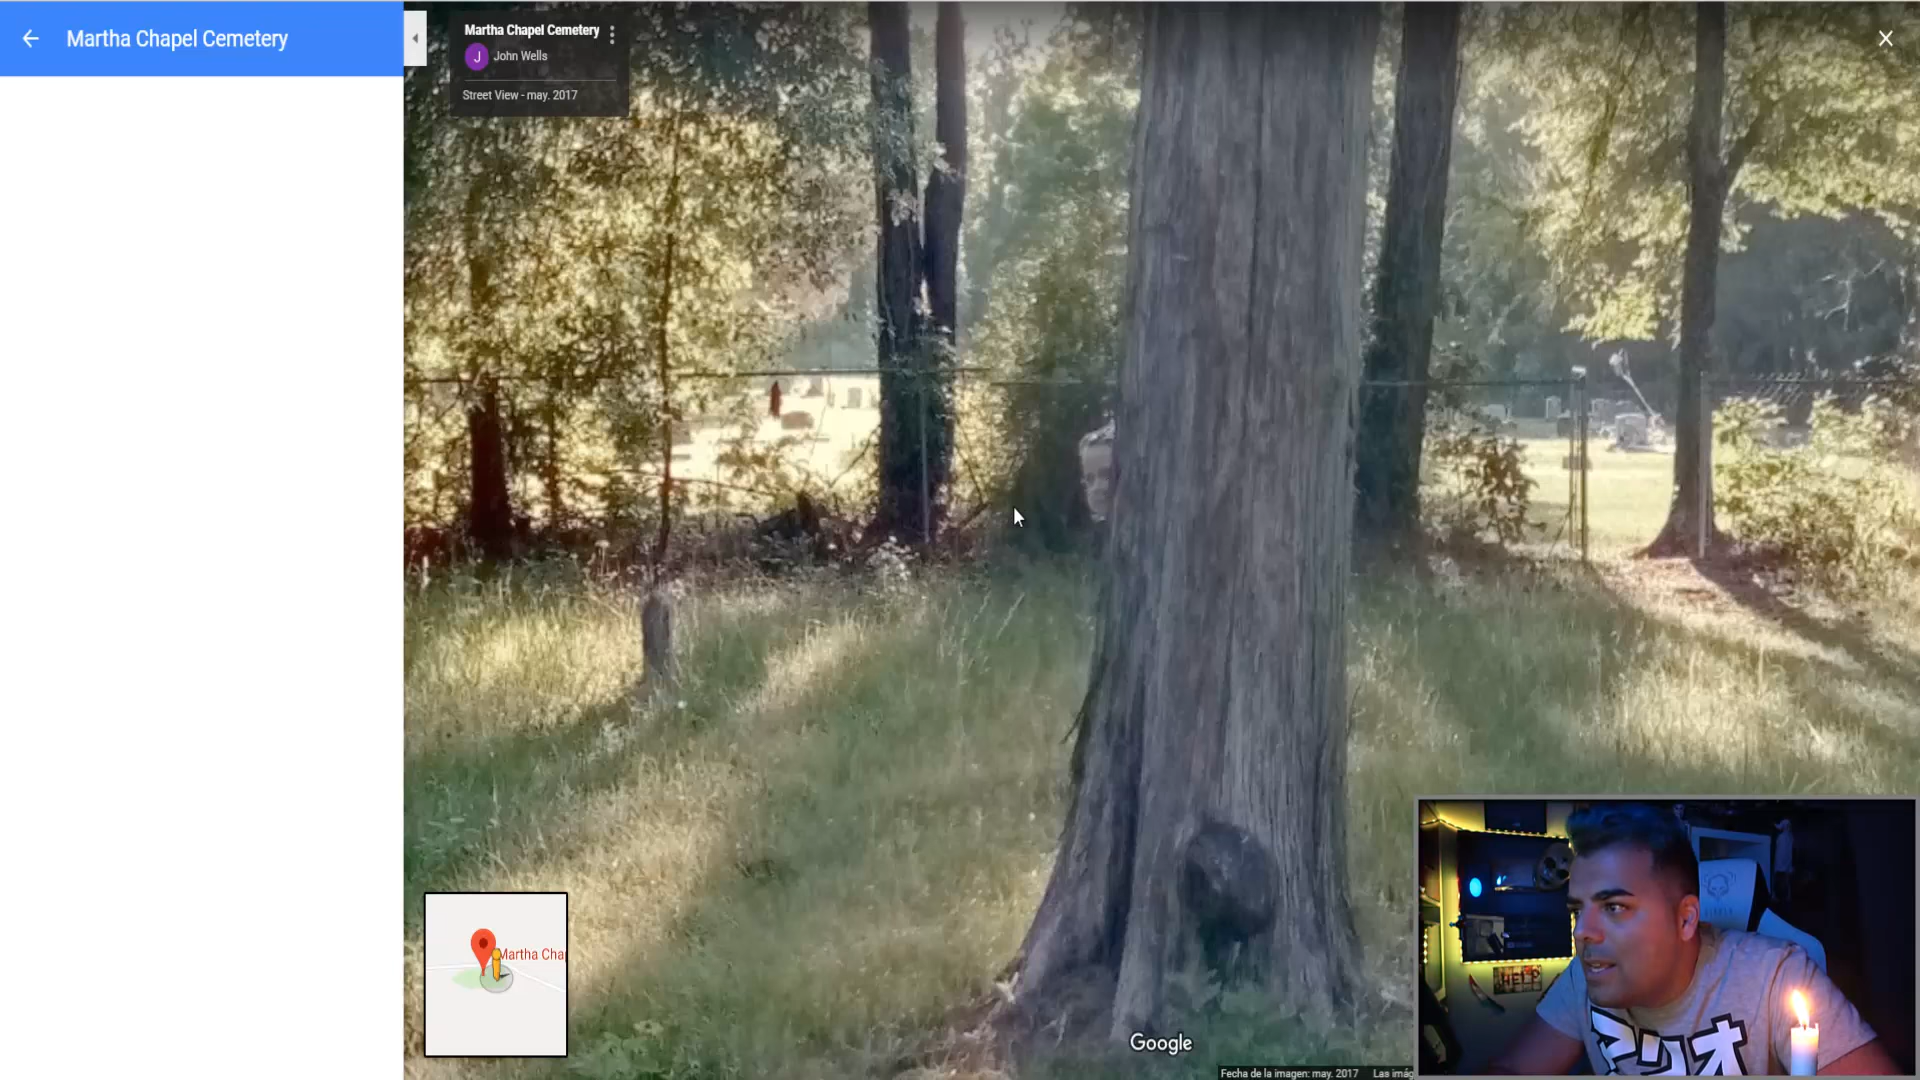 Martha Chapel Cemetery
Martha Chapel Cemetery
J
John Wells
Street View - may. 2017
Martha Cha
Google
Fecha de la imagen: may. 2017
Las imág
HELP